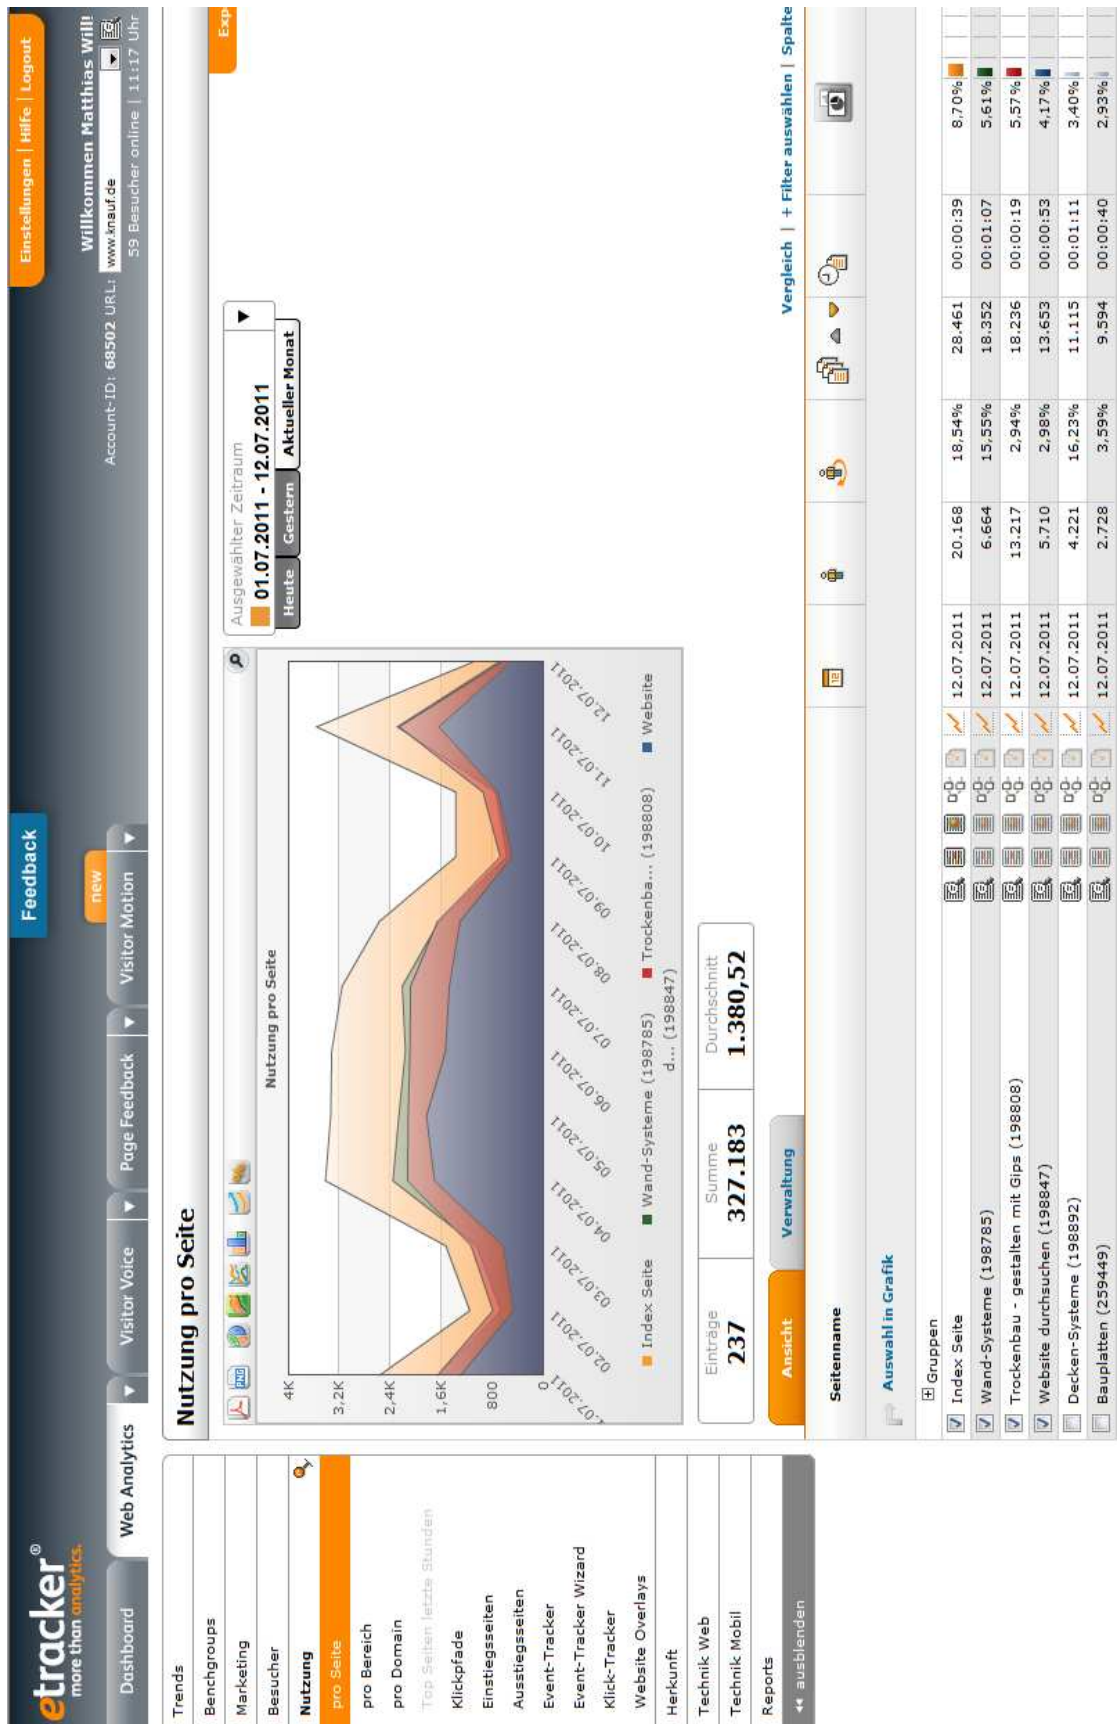 etracker®
more than analytics.
Feedback
Einstellungen | Hilfe | Logout
Willkommen Matthias Will!
Account-ID: 68502 URL: www.knauf.de
59 Besucher online | 11:17 Uhr
new
Dashboard
Web Analytics
Visitor Voice
Page Feedback
Visitor Motion
Trends
Benchgroups
Marketing
Besucher
Nutzung
pro Seite
pro Bereich
pro Domain
Top Seiten letzte Stunden
Klickpfade
Einstiegsseiten
Ausstiegsseiten
Event-Tracker
Event-Tracker Wizard
Klick-Tracker
Website Overlays
Herkunft
Technik Web
Technik Mobil
Reports
◄◄ ausblenden
Nutzung pro Seite
Exp
PNG
Ausgewählter Zeitraum
01.07.2011 - 12.07.2011
Heute Gestern Aktueller Monat
Nutzung pro Seite
4K
3,2K
2,4K
1,6K
800
0
.07.2011 02.07.2011 03.07.2011 04.07.2011 05.07.2011 06.07.2011 07.07.2011 08.07.2011 09.07.2011 10.07.2011 11.07.2011 12.07.2011
Index Seite Wand-Systeme (198785) Trockenba... (198808) Website
d... (198847)
Einträge Summe Durchschnitt
237 327.183 1.380,52
Ansicht Verwaltung
Vergleich | + Filter auswählen | Spalte
Seitenname
12
Auswahl in Grafik
Gruppen
Index Seite 12.07.2011 20.168 18,54% 28.461 00:00:39 8,70%
Wand-Systeme (198785) 12.07.2011 6.664 15,55% 18.352 00:01:07 5,61%
Trockenbau - gestalten mit Gips (198808) 12.07.2011 13.217 2,94% 18.236 00:00:19 5,57%
Website durchsuchen (198847) 12.07.2011 5.710 2,98% 13.653 00:00:53 4,17%
Decken-Systeme (198892) 12.07.2011 4.221 16,23% 11.115 00:01:11 3,40%
Bauplatten (259449) 12.07.2011 2.728 3,59% 9.594 00:00:40 2,93%